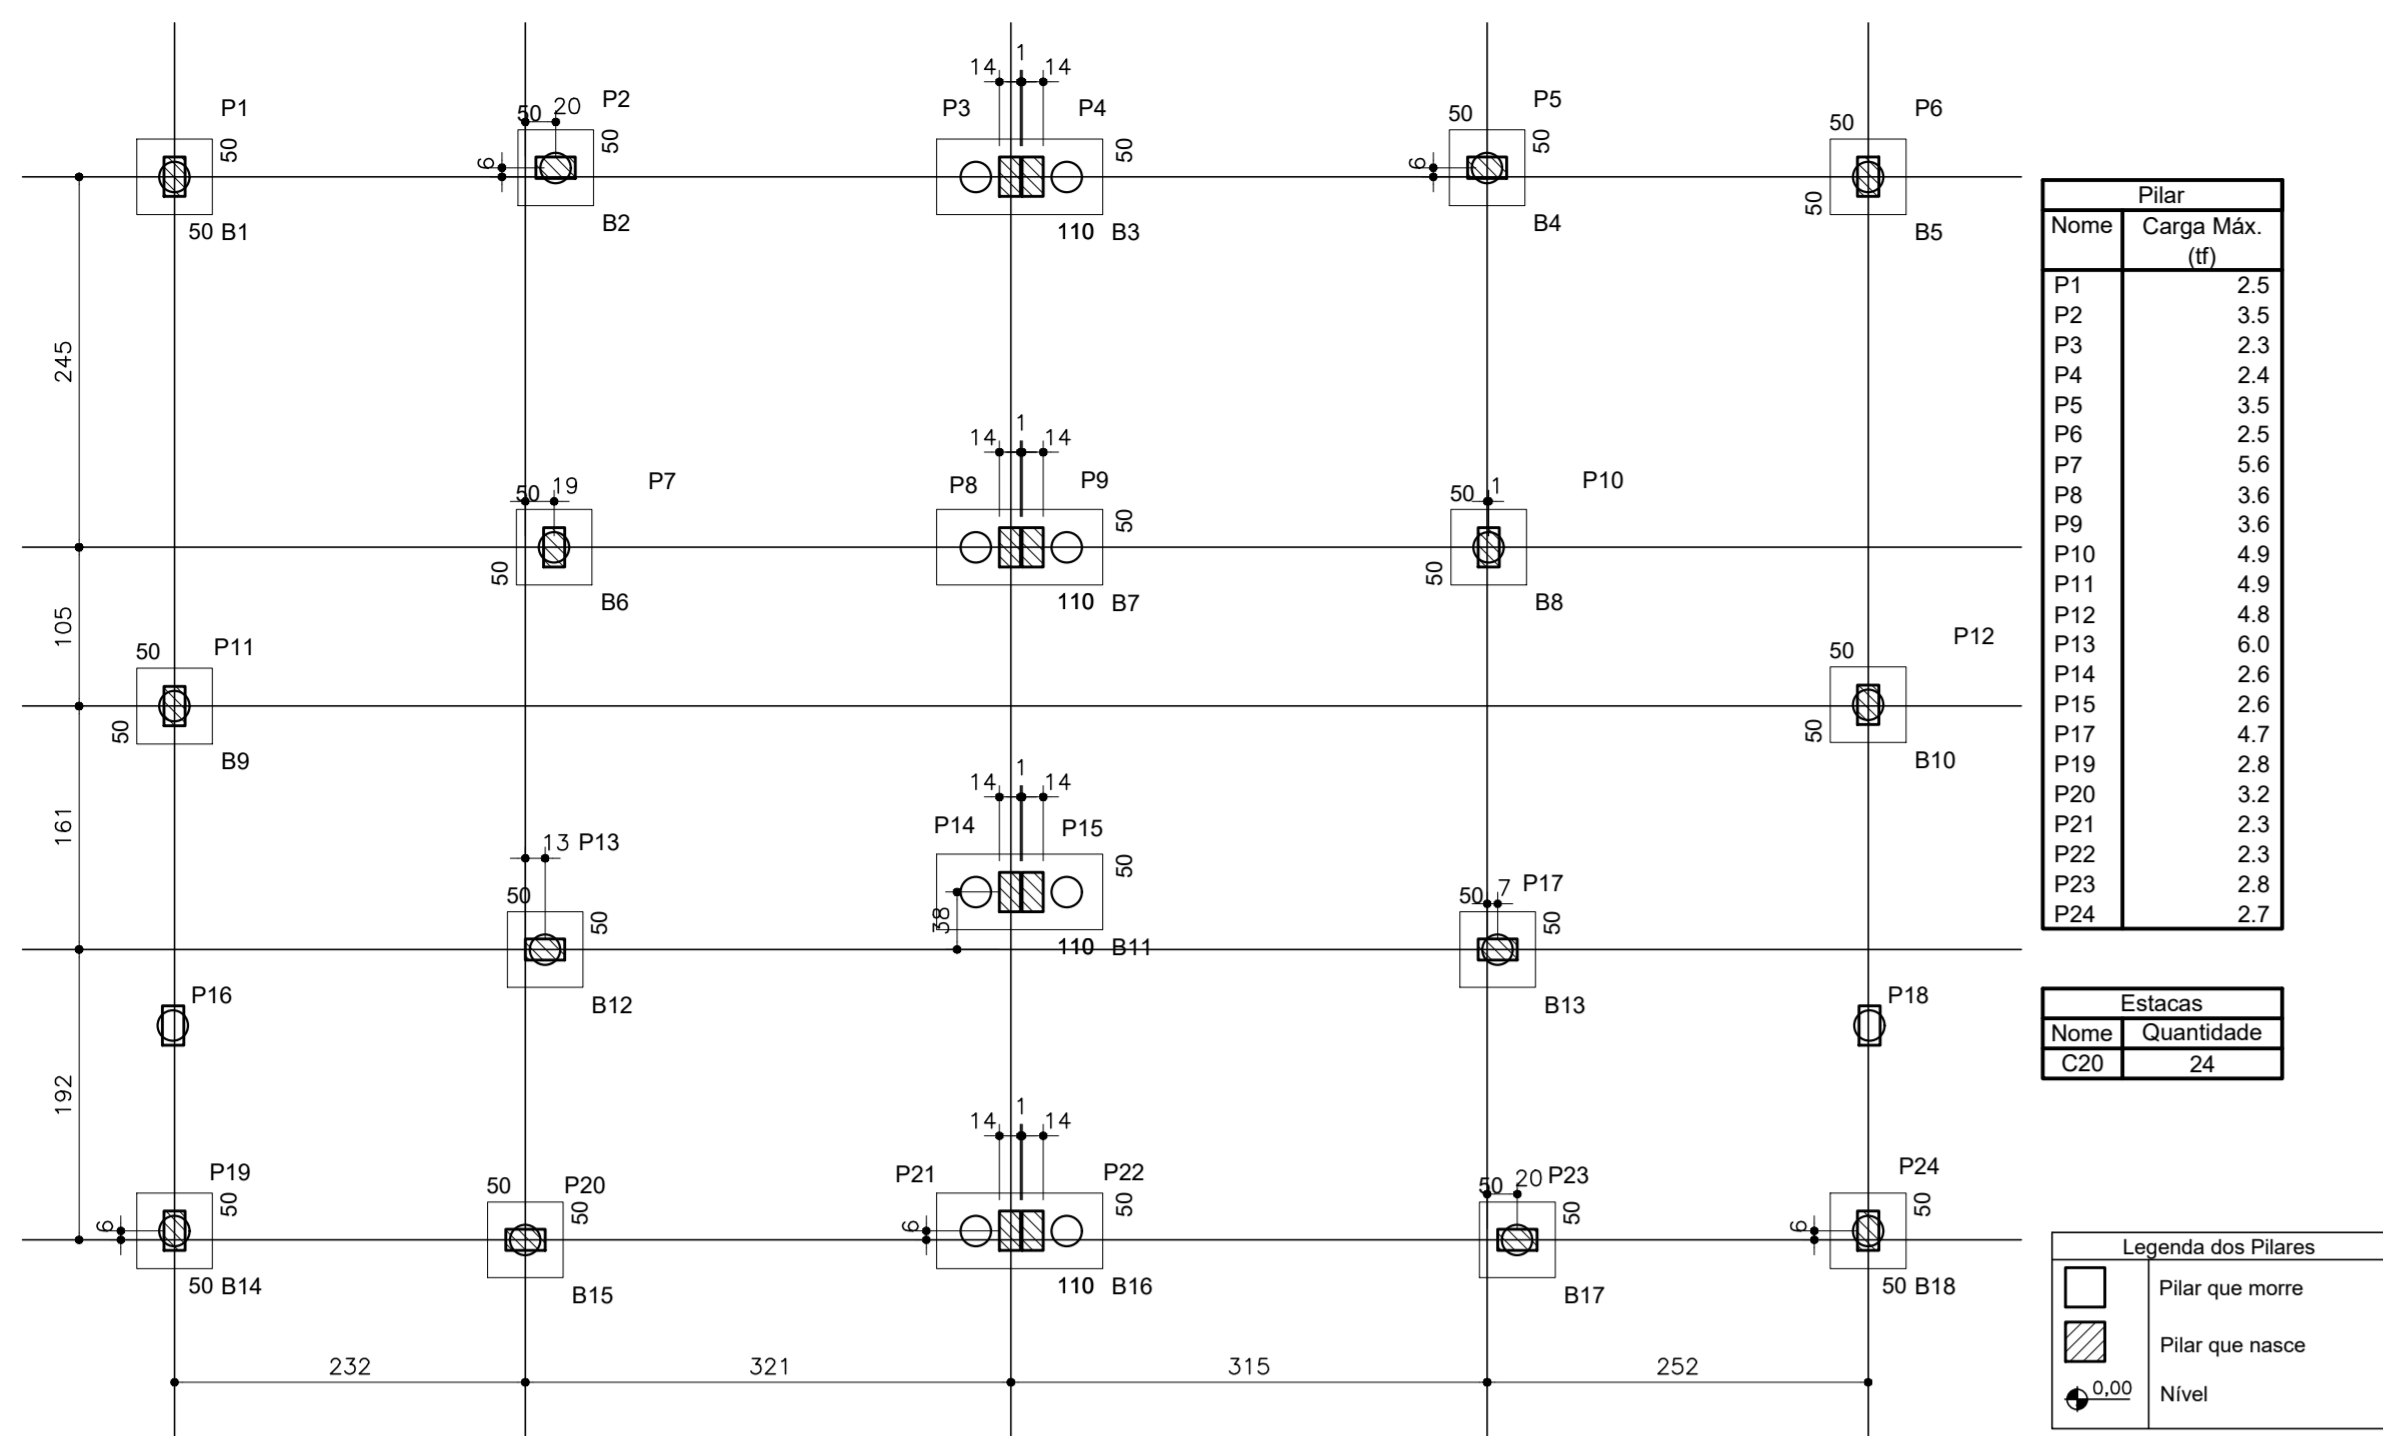 1
14 14
P1 50 20 P2 P3 P4 50 P5 50 P6
50 6 50 50 6 50 50
50 B1 B2 110 B3 B4 B5
245
1
14 14
P7 P8 P9 P10
50 19 50 50 1
50 B6 110 B7 50 B8
105
50 P11 50 P12
50 B9 50 B10
161
1
14 14
P14 P15
13 P13 50
50 50 38 50 7 P17 50
B12 110 B11 B13
P16 P18
192
1
14 14
P19 50 P20 P21 P22 50 20 P23 P24
6 50 50 6 50 50 6 50
50 B14 B15 110 B16 B17 50 B18
232 321 315 252
Pilar
Nome Carga Máx.
(tf)
P1 2.5
P2 3.5
P3 2.3
P4 2.4
P5 3.5
P6 2.5
P7 5.6
P8 3.6
P9 3.6
P10 4.9
P11 4.9
P12 4.8
P13 6.0
P14 2.6
P15 2.6
P17 4.7
P19 2.8
P20 3.2
P21 2.3
P22 2.3
P23 2.8
P24 2.7
Estacas
Nome Quantidade
C20 24
Legenda dos Pilares
Pilar que morre
Pilar que nasce
0,00 Nível